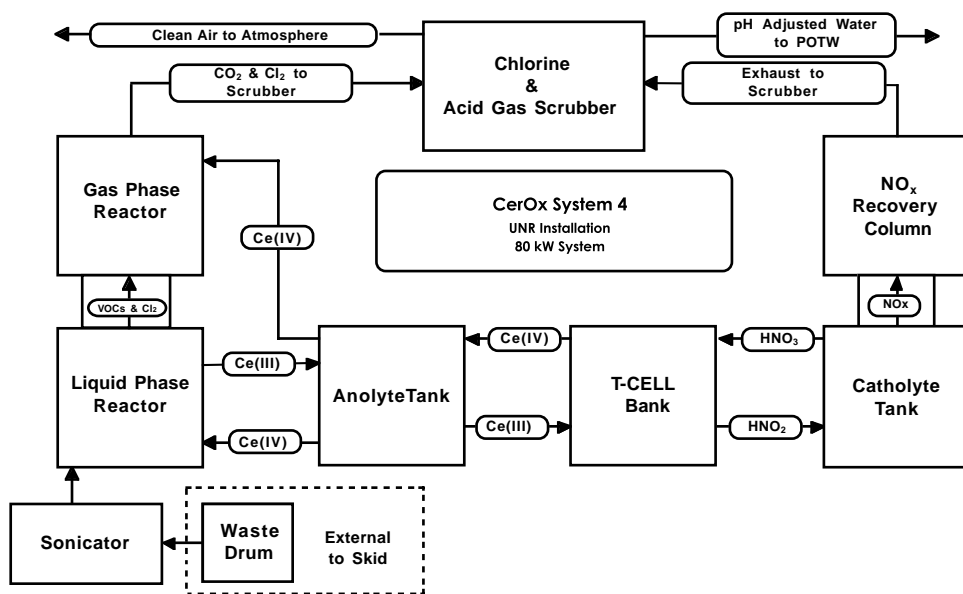 Clean Air to Atmosphere
pH Adjusted Water
to POTW
CO₂ & Cl₂ to
Scrubber
Chlorine
&
Acid Gas Scrubber
Exhaust to
Scrubber
Gas Phase
Reactor
CerOx System 4
UNR Installation
80 kW System
NOₓ
Recovery
Column
Ce(IV)
VOCs & Cl₂
NOx
Liquid Phase
Reactor
Ce(III)
Ce(IV)
AnolyteTank
Ce(IV)
Ce(III)
T-CELL
Bank
HNO₃
HNO₂
Catholyte
Tank
Sonicator
Waste
Drum
External
to Skid